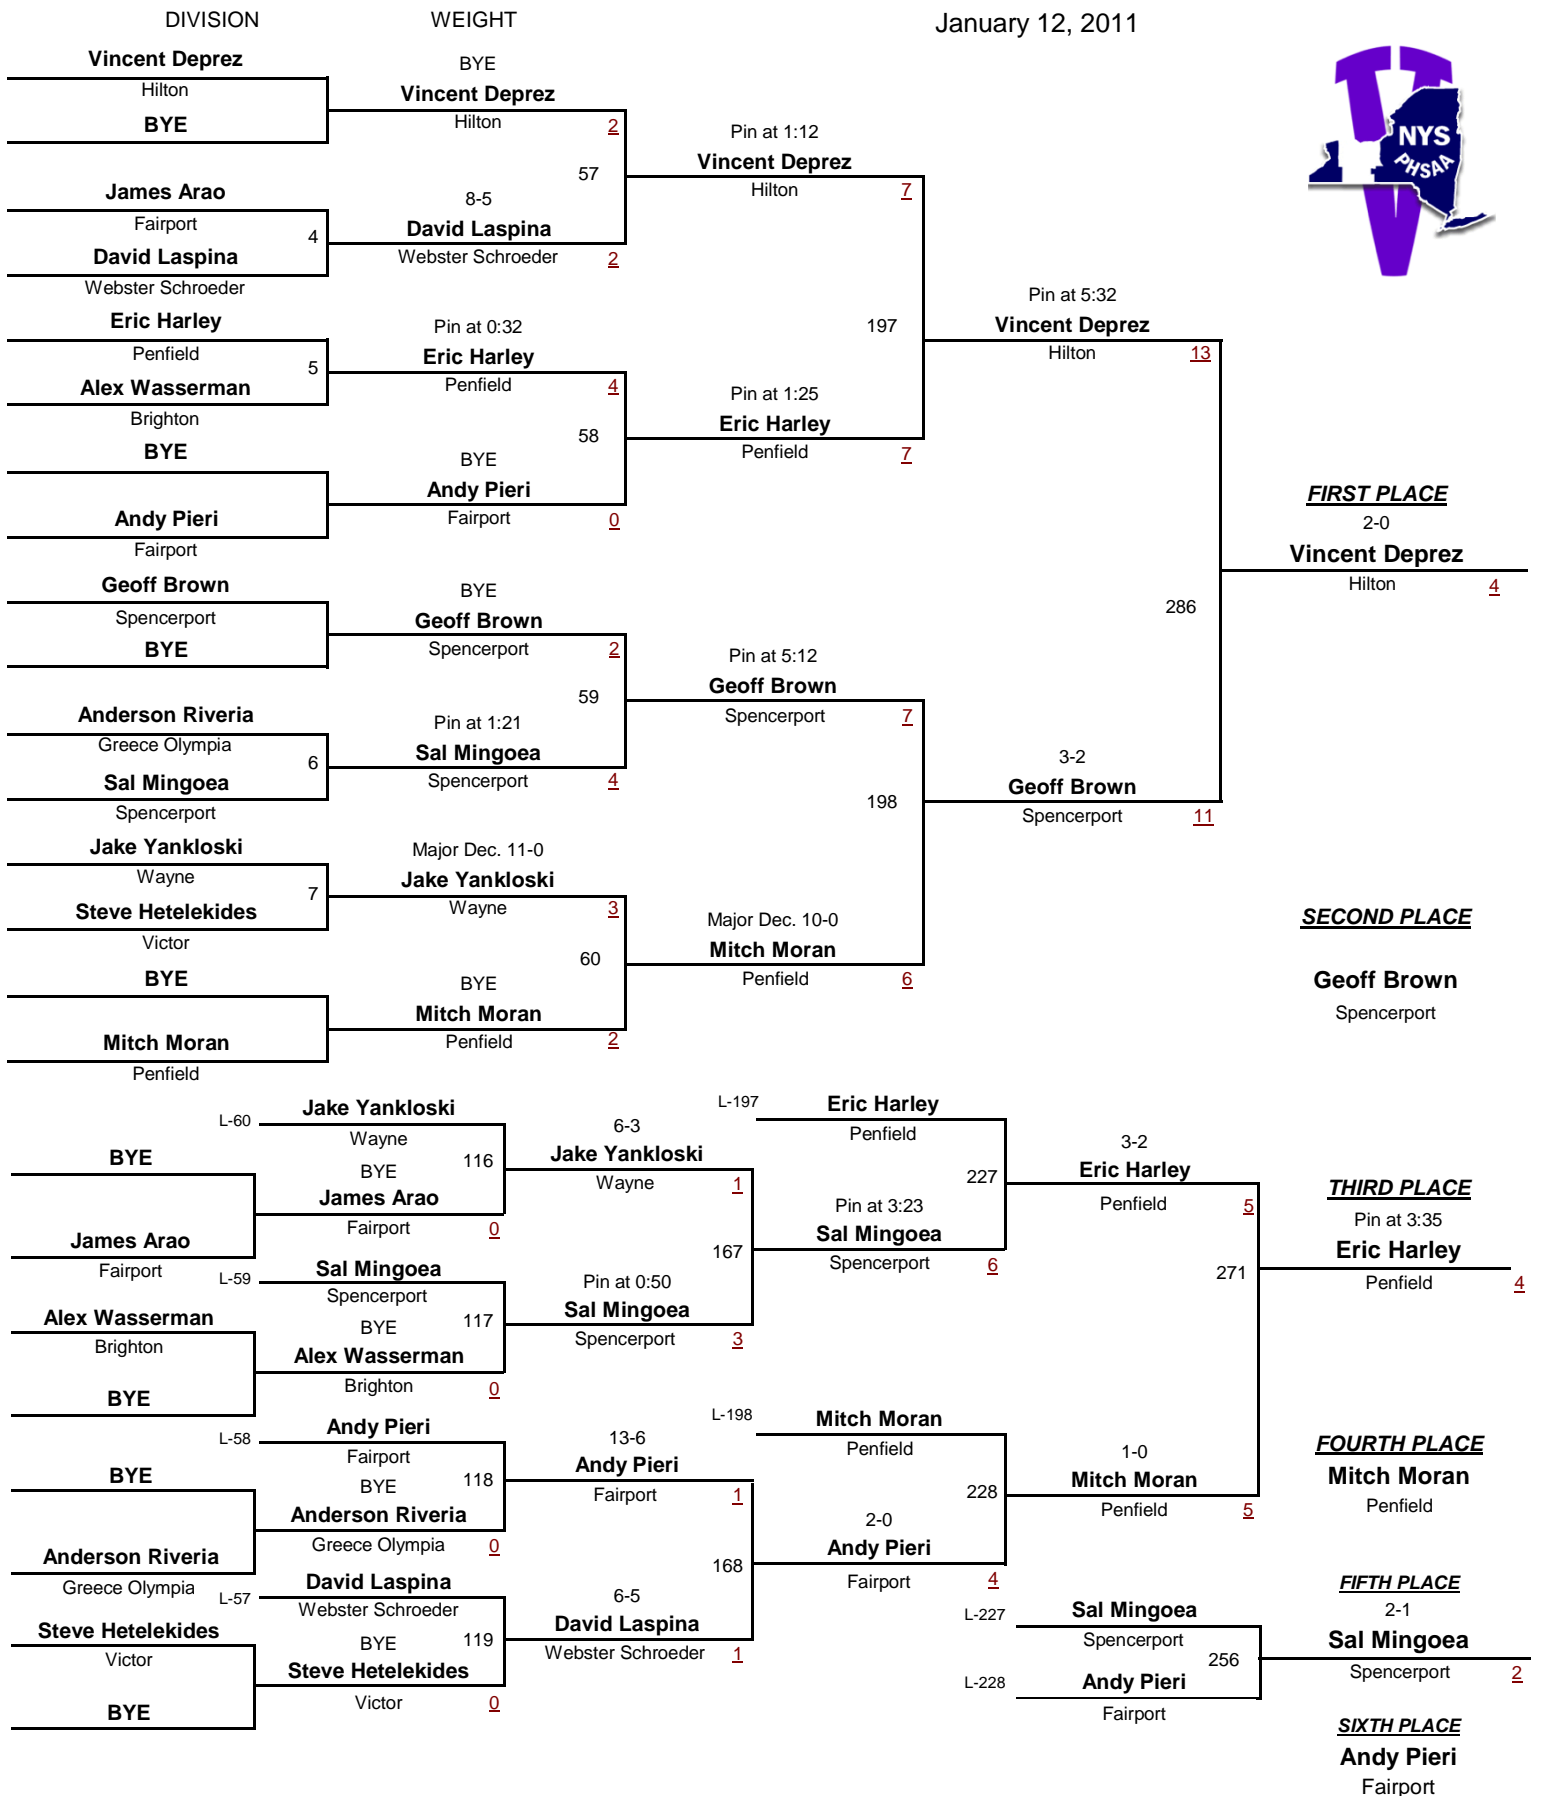 DIVISION WEIGHT January 12, 2011
Vincent Deprez
Hilton
BYE
James Arao
Fairport
4
David Laspina
Webster Schroeder
Eric Harley
Penfield
5
Alex Wasserman
Brighton
BYE
Andy Pieri
Fairport
Geoff Brown
Spencerport
BYE
Anderson Riveria
Greece Olympia
6
Sal Mingoea
Spencerport
Jake Yankloski
Wayne
7
Steve Hetelekides
Victor
BYE
Mitch Moran
Penfield
BYE
Vincent Deprez
Hilton 2
57
8-5
David Laspina
Webster Schroeder 2
Pin at 0:32
Eric Harley
Penfield 4
58
BYE
Andy Pieri
Fairport 0
BYE
Geoff Brown
Spencerport 2
59
Pin at 1:21
Sal Mingoea
Spencerport 4
Major Dec. 11-0
Jake Yankloski
Wayne 3
60
BYE
Mitch Moran
Penfield 2
Pin at 1:12
Vincent Deprez
Hilton 7
197
Pin at 1:25
Eric Harley
Penfield 7
Pin at 5:12
Geoff Brown
Spencerport 7
198
Major Dec. 10-0
Mitch Moran
Penfield 6
Pin at 5:32
Vincent Deprez
Hilton 13
286
3-2
Geoff Brown
Spencerport 11
NYS
PHSAA
FIRST PLACE
2-0
Vincent Deprez
Hilton 4
SECOND PLACE
Geoff Brown
Spencerport
BYE
James Arao
Fairport
Alex Wasserman
Brighton
BYE
BYE
Anderson Riveria
Greece Olympia
Steve Hetelekides
Victor
BYE
L-60 Jake Yankloski
Wayne
116
BYE
James Arao
Fairport 0
L-59 Sal Mingoea
Spencerport
117
BYE
Alex Wasserman
Brighton 0
L-58 Andy Pieri
Fairport
118
BYE
Anderson Riveria
Greece Olympia 0
L-57 David Laspina
Webster Schroeder
119
BYE
Steve Hetelekides
Victor 0
6-3
Jake Yankloski
Wayne 1
167
Pin at 0:50
Sal Mingoea
Spencerport 3
13-6
Andy Pieri
Fairport 1
168
6-5
David Laspina
Webster Schroeder 1
L-197 Eric Harley
Penfield
227
Pin at 3:23
Sal Mingoea
Spencerport 6
L-198 Mitch Moran
Penfield
228
2-0
Andy Pieri
Fairport 4
3-2
Eric Harley
Penfield 5
271
1-0
Mitch Moran
Penfield 5
L-227 Sal Mingoea
Spencerport
256
L-228 Andy Pieri
Fairport
THIRD PLACE
Pin at 3:35
Eric Harley
Penfield 4
FOURTH PLACE
Mitch Moran
Penfield
FIFTH PLACE
2-1
Sal Mingoea
Spencerport 2
SIXTH PLACE
Andy Pieri
Fairport